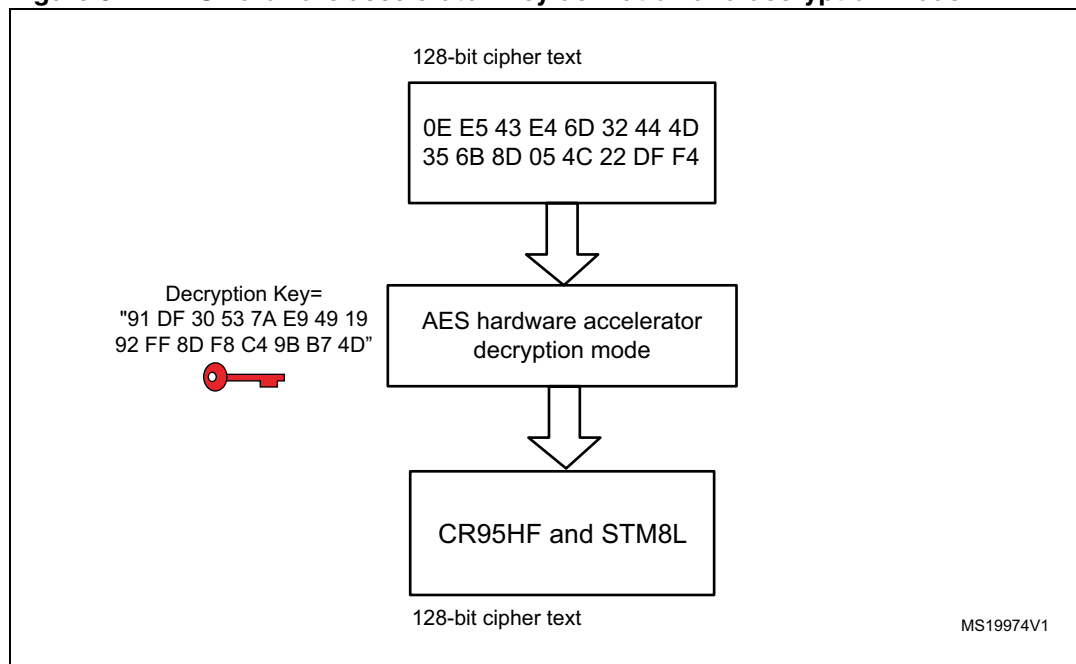 128-bit cipher text
0E E5 43 E4 6D 32 44 4D
35 6B 8D 05 4C 22 DF F4
Decryption Key=
"91 DF 30 53 7A E9 49 19
92 FF 8D F8 C4 9B B7 4D”
AES hardware accelerator
decryption mode
CR95HF and STM8L
128-bit cipher text
MS19974V1